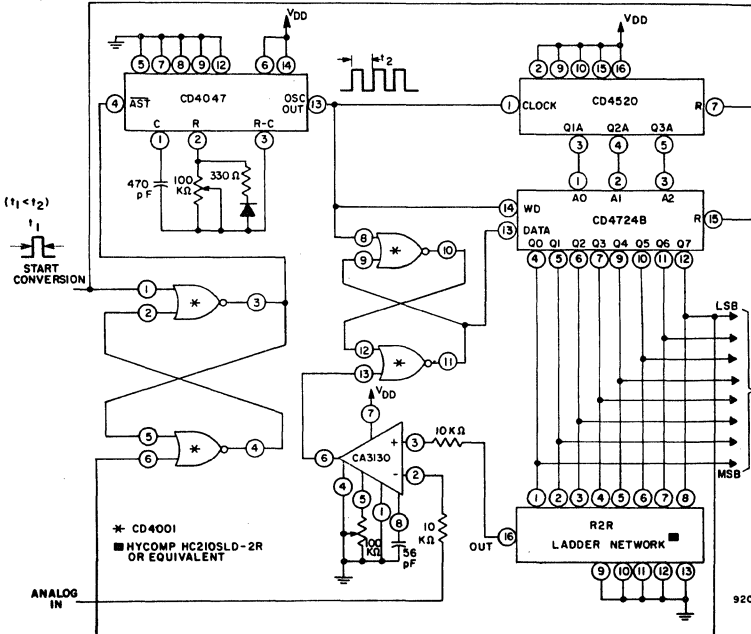 VDD
5 7 8 9 12
6 14
4 AST
CD4047
OSC OUT 13
C R R-C
1 2 3
470 pF
100 KΩ
330 Ω
t2
VDD
2 9 10 15 16
1 CLOCK
CD4520
R 7
Q1A Q2A Q3A
3 4 5
1 2 3
A0 A1 A2
14 WD
CD4724B
R 15
13 DATA
Q0 Q1 Q2 Q3 Q4 Q5 Q6 Q7
4 5 6 7 9 10 11 12
(t1 < t2)
t1
START CONVERSION
1
2
*
3
5
6
*
4
8
9
*
10
12
13
*
11
LSB
MSB
VDD
7
6
CA3130
+
3
-
2
10 KΩ
10 KΩ
4
5
1
8
100 KΩ
56 pF
1 2 3 4 5 6 7 8
OUT 16
R2R
LADDER NETWORK
9 10 11 12 13
* CD4001
HYCOMP HC210SLD-2R
OR EQUIVALENT
ANALOG IN
920